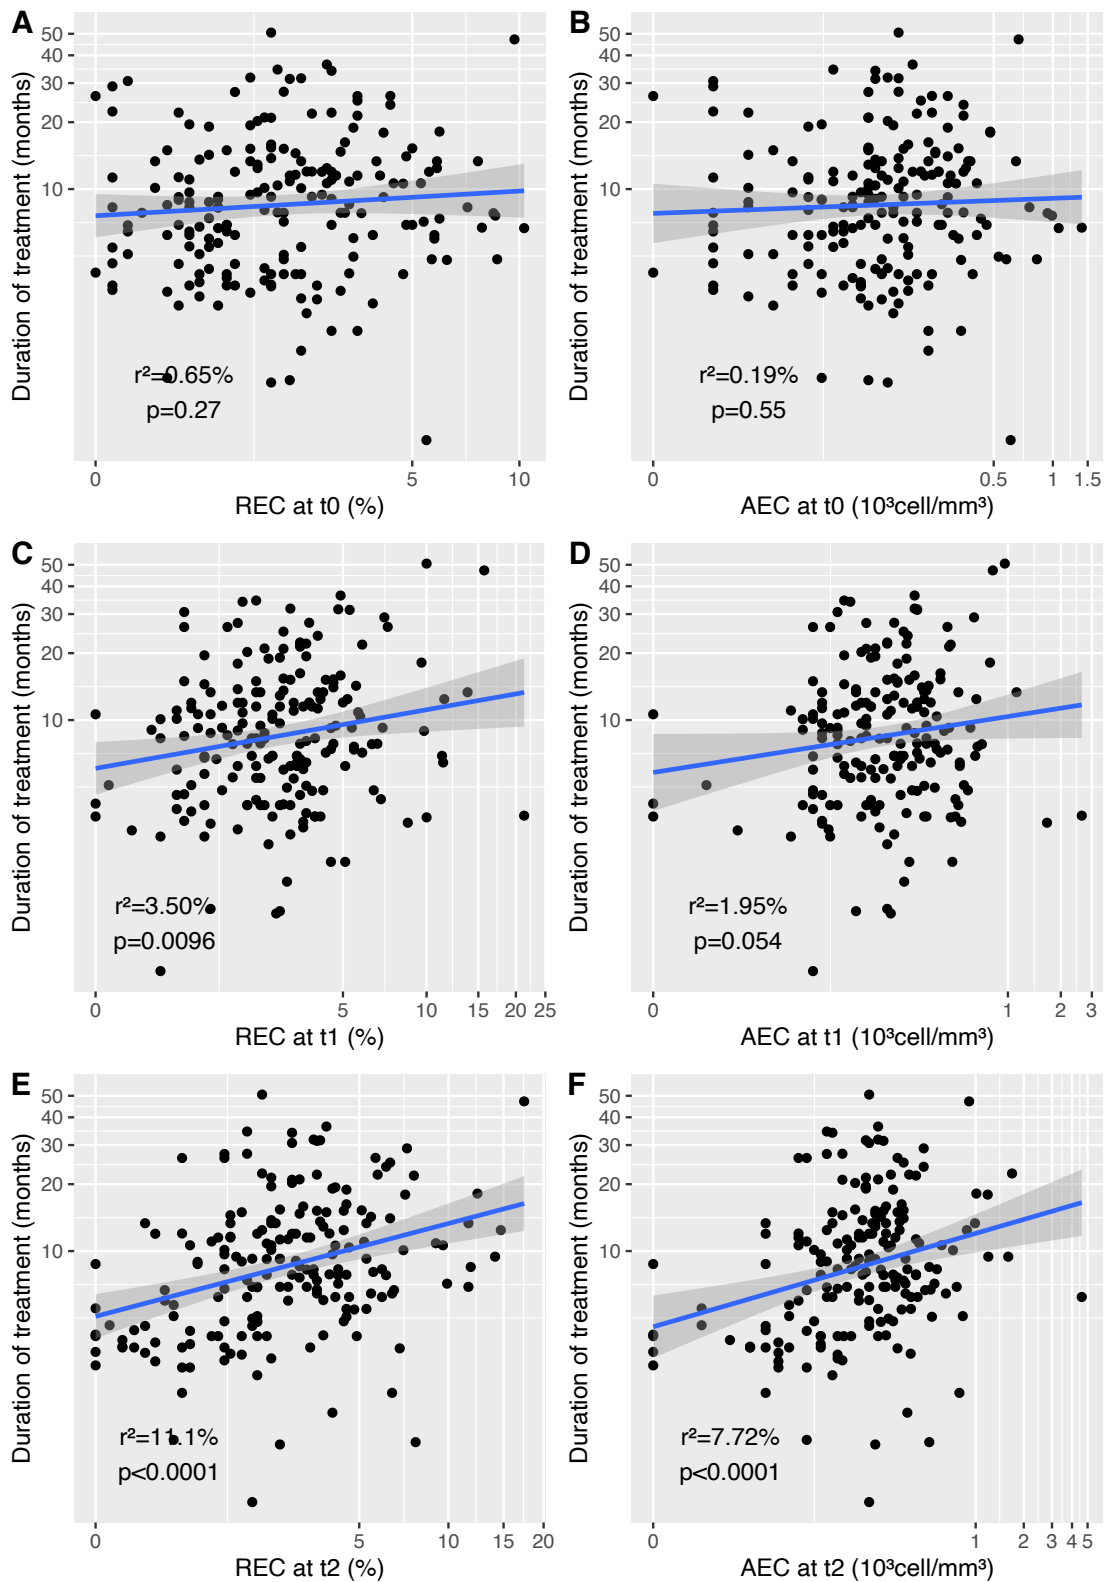 A
Duration of treatment (months)
50
40
30
20
10
r²=0.65%
p=0.27
0 5 10
REC at t0 (%)
B
Duration of treatment (months)
50
40
30
20
10
r²=0.19%
p=0.55
0 0.5 1 1.5
AEC at t0 (10³cell/mm³)
C
Duration of treatment (months)
50
40
30
20
10
r²=3.50%
p=0.0096
0 5 10 15 20 25
REC at t1 (%)
D
Duration of treatment (months)
50
40
30
20
10
r²=1.95%
p=0.054
0 1 2 3
AEC at t1 (10³cell/mm³)
E
Duration of treatment (months)
50
40
30
20
10
r²=11.1%
p<0.0001
0 5 10 15 20
REC at t2 (%)
F
Duration of treatment (months)
50
40
30
20
10
r²=7.72%
p<0.0001
0 1 2 3 4 5
AEC at t2 (10³cell/mm³)